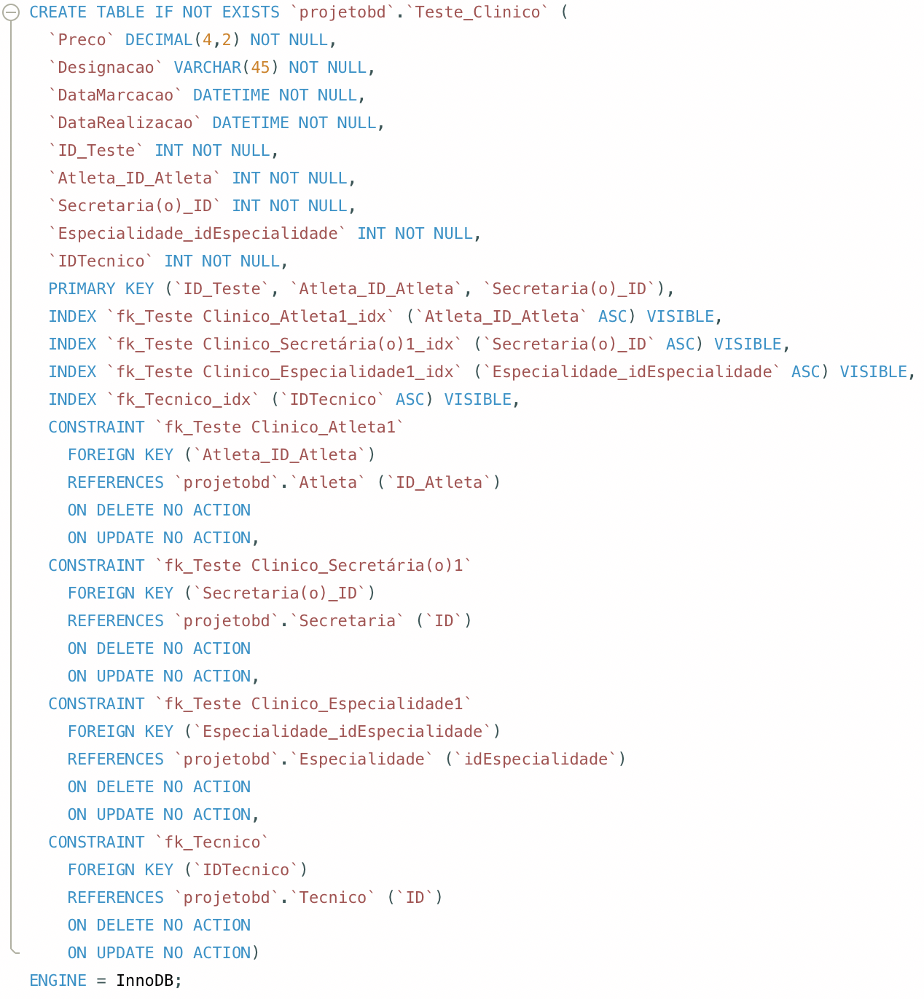 CREATE TABLE IF NOT EXISTS `projetobd`.`Teste_Clinico` (
  `Preco` DECIMAL(4,2) NOT NULL,
  `Designacao` VARCHAR(45) NOT NULL,
  `DataMarcacao` DATETIME NOT NULL,
  `DataRealizacao` DATETIME NOT NULL,
  `ID_Teste` INT NOT NULL,
  `Atleta_ID_Atleta` INT NOT NULL,
  `Secretaria(o)_ID` INT NOT NULL,
  `Especialidade_idEspecialidade` INT NOT NULL,
  `IDTecnico` INT NOT NULL,
  PRIMARY KEY (`ID_Teste`, `Atleta_ID_Atleta`, `Secretaria(o)_ID`),
  INDEX `fk_Teste Clinico_Atleta1_idx` (`Atleta_ID_Atleta` ASC) VISIBLE,
  INDEX `fk_Teste Clinico_Secretária(o)1_idx` (`Secretaria(o)_ID` ASC) VISIBLE,
  INDEX `fk_Teste Clinico_Especialidade1_idx` (`Especialidade_idEspecialidade` ASC) VISIBLE,
  INDEX `fk_Tecnico_idx` (`IDTecnico` ASC) VISIBLE,
  CONSTRAINT `fk_Teste Clinico_Atleta1`
    FOREIGN KEY (`Atleta_ID_Atleta`)
    REFERENCES `projetobd`.`Atleta` (`ID_Atleta`)
    ON DELETE NO ACTION
    ON UPDATE NO ACTION,
  CONSTRAINT `fk_Teste Clinico_Secretária(o)1`
    FOREIGN KEY (`Secretaria(o)_ID`)
    REFERENCES `projetobd`.`Secretaria` (`ID`)
    ON DELETE NO ACTION
    ON UPDATE NO ACTION,
  CONSTRAINT `fk_Teste Clinico_Especialidade1`
    FOREIGN KEY (`Especialidade_idEspecialidade`)
    REFERENCES `projetobd`.`Especialidade` (`idEspecialidade`)
    ON DELETE NO ACTION
    ON UPDATE NO ACTION,
  CONSTRAINT `fk_Tecnico`
    FOREIGN KEY (`IDTecnico`)
    REFERENCES `projetobd`.`Tecnico` (`ID`)
    ON DELETE NO ACTION
    ON UPDATE NO ACTION)
ENGINE = InnoDB;